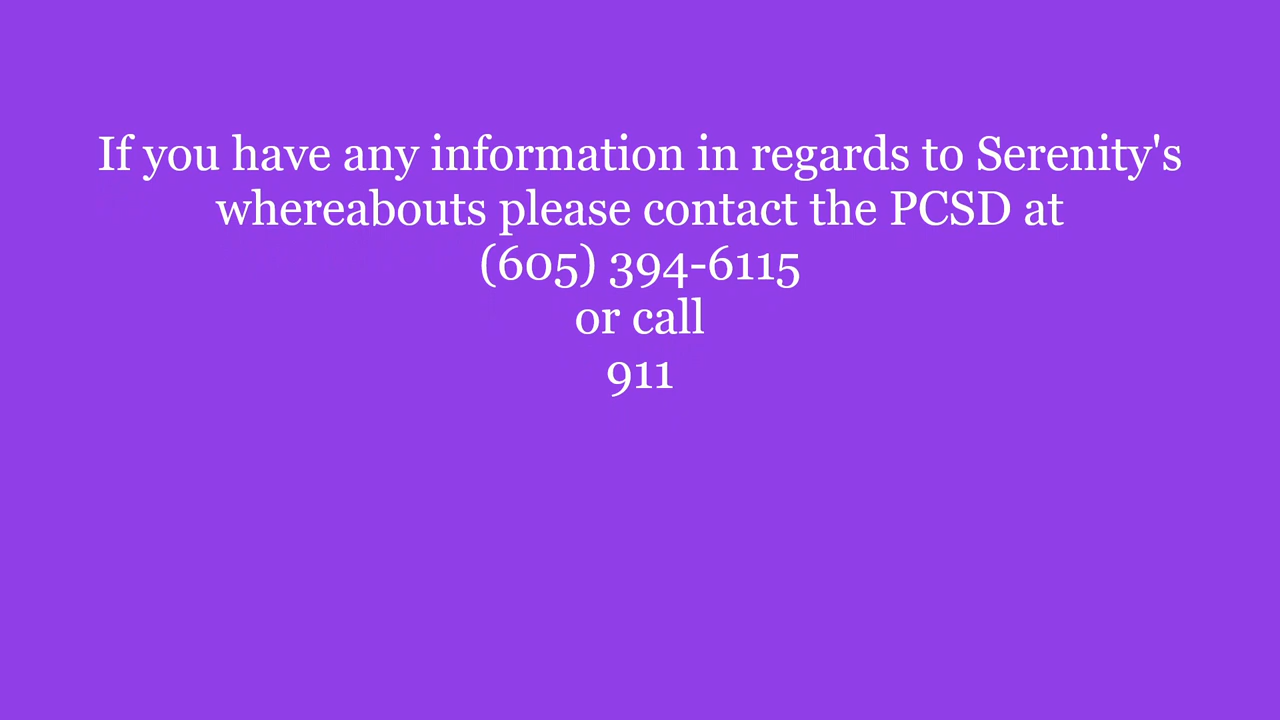 If you have any information in regards to Serenity's
whereabouts please contact the PCSD at
(605) 394-6115
or call
911